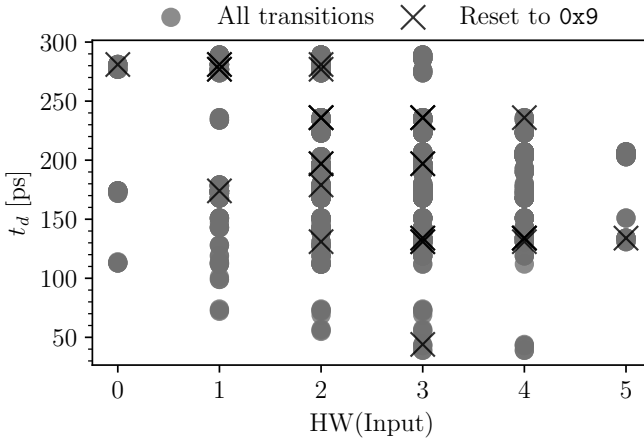 All transitions
Reset to 0x9
300
250
200
150
100
50
t_d [ps]
0 1 2 3 4 5
HW(Input)